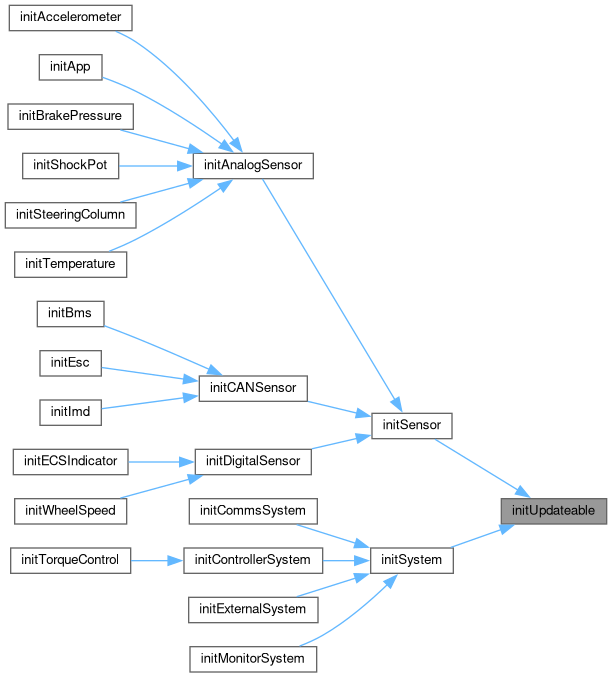 initAccelerometer
initApp
initBrakePressure
initShockPot
initAnalogSensor
initSteeringColumn
initTemperature
initBms
initEsc
initCANSensor
initImd
initSensor
initECSIndicator
initDigitalSensor
initWheelSpeed
initCommsSystem
initUpdateable
initTorqueControl
initControllerSystem
initSystem
initExternalSystem
initMonitorSystem